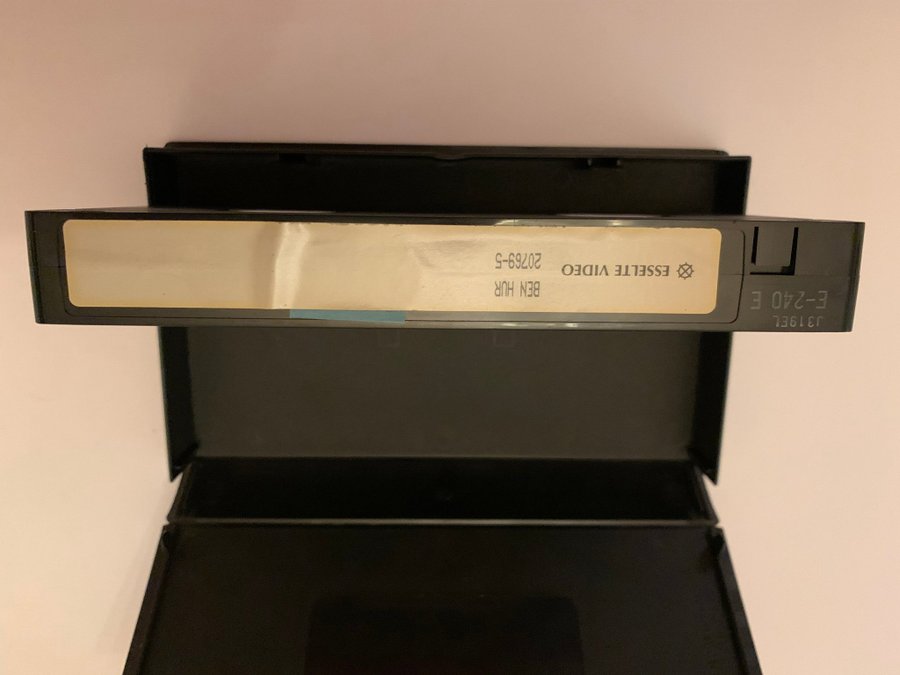 ESSELTE VIDEO
BEN HUR
20769-5
J319EL
E-240 E